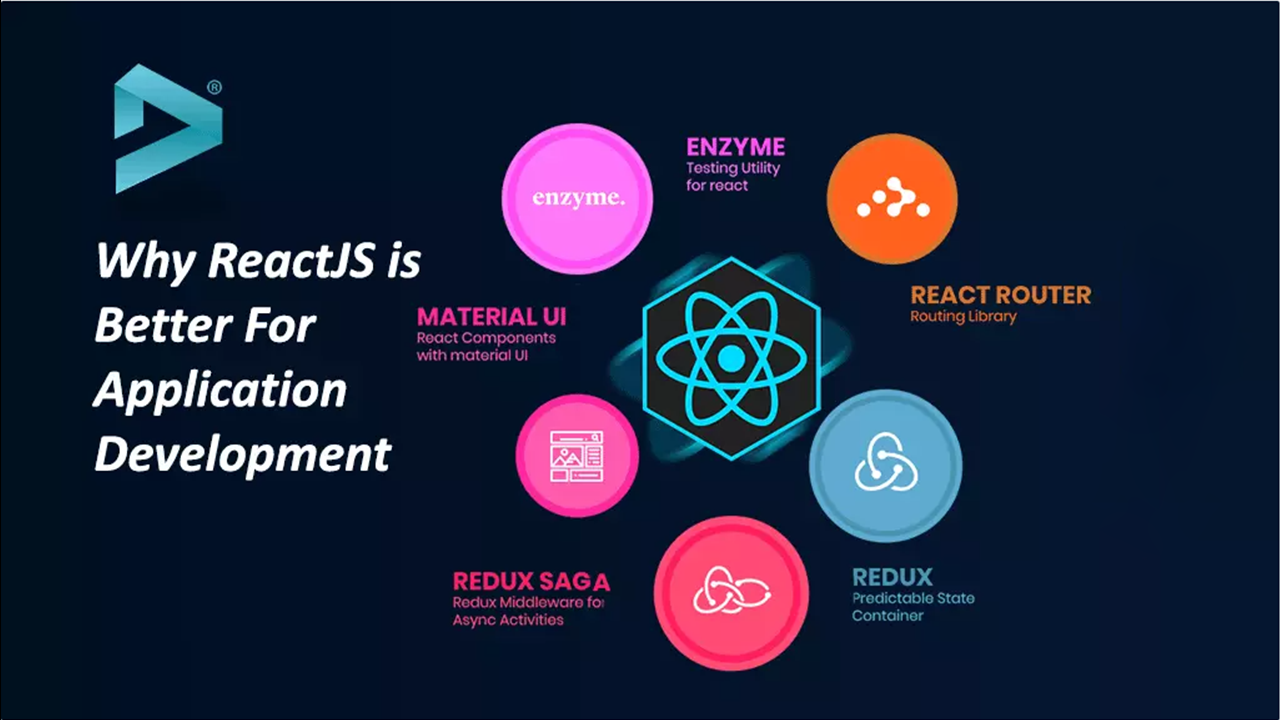 ®
Why ReactJS is
Better For
Application
Development
enzyme.
ENZYME
Testing Utility
for react
REACT ROUTER
Routing Library
MATERIAL UI
React Components
with material UI
REDUX SAGA
Redux Middleware for
Async Activities
REDUX
Predictable State
Container